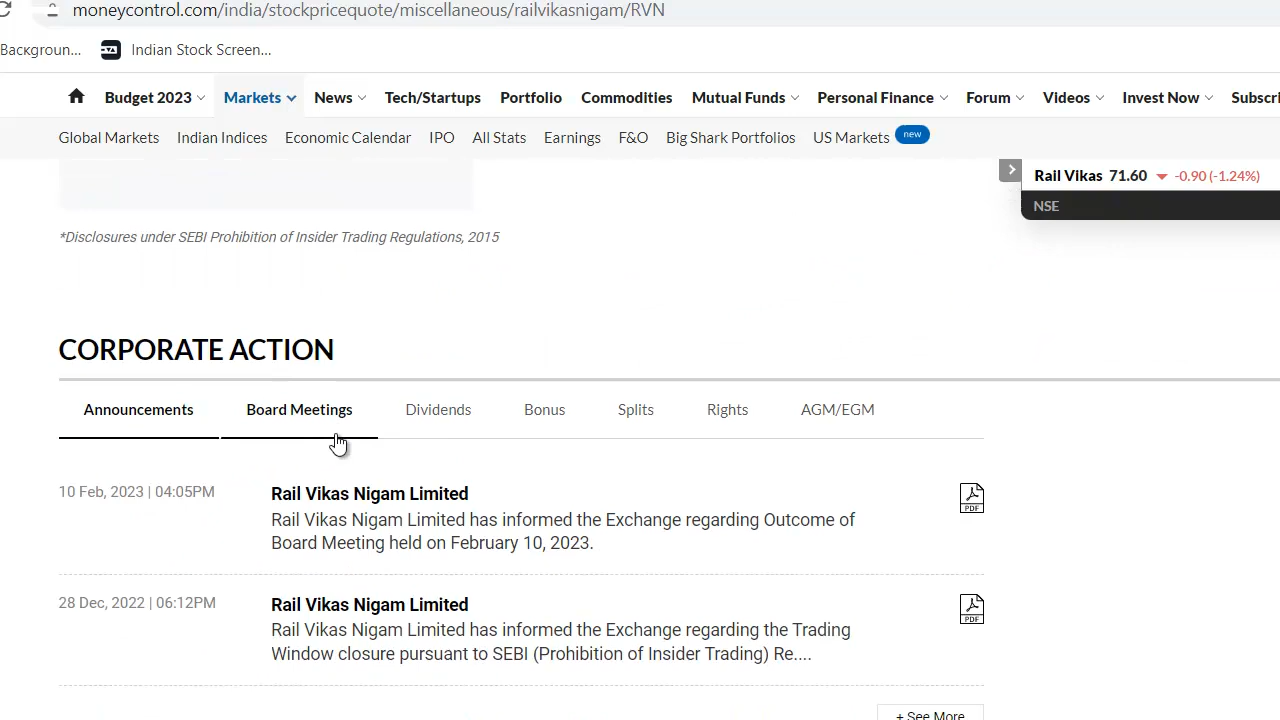 moneycontrol.com/india/stockpricequote/miscellaneous/railvikasnigam/RVN
Backgroun... Indian Stock Screen...
Budget 2023 Markets News Tech/Startups Portfolio Commodities Mutual Funds Personal Finance Forum Videos Invest Now Subscri
Global Markets Indian Indices Economic Calendar IPO All Stats Earnings F&O Big Shark Portfolios US Markets new
Rail Vikas 71.60 -0.90 (-1.24%)
NSE
*Disclosures under SEBI Prohibition of Insider Trading Regulations, 2015
CORPORATE ACTION
Announcements Board Meetings Dividends Bonus Splits Rights AGM/EGM
10 Feb, 2023 | 04:05PM Rail Vikas Nigam Limited
Rail Vikas Nigam Limited has informed the Exchange regarding Outcome of
Board Meeting held on February 10, 2023.
PDF
28 Dec, 2022 | 06:12PM Rail Vikas Nigam Limited
Rail Vikas Nigam Limited has informed the Exchange regarding the Trading
Window closure pursuant to SEBI (Prohibition of Insider Trading) Re....
PDF
+ See More